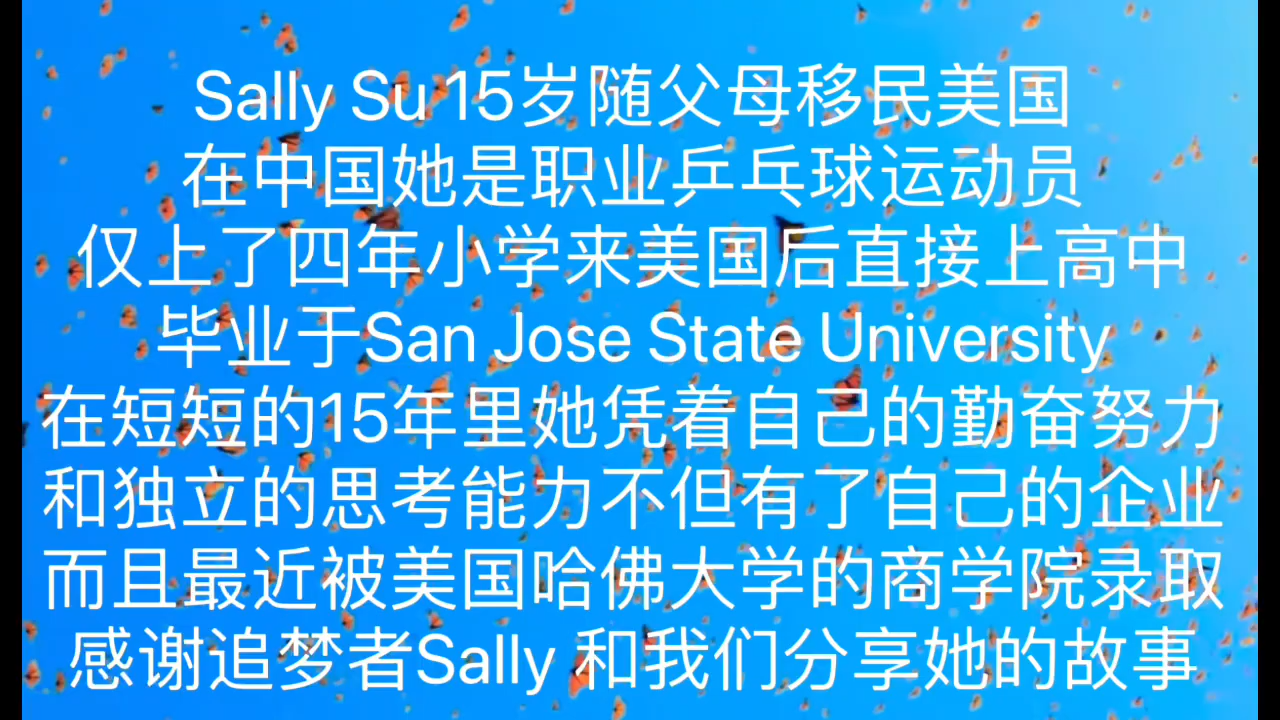 Sally Su 15岁随父母移民美国
在中国她是职业乒乓球运动员
仅上了四年小学来美国后直接上高中
毕业于San Jose State University
在短短的15年里她凭着自己的勤奋努力
和独立的思考能力不但有了自己的企业
而且最近被美国哈佛大学的商学院录取
感谢追梦者Sally 和我们分享她的故事